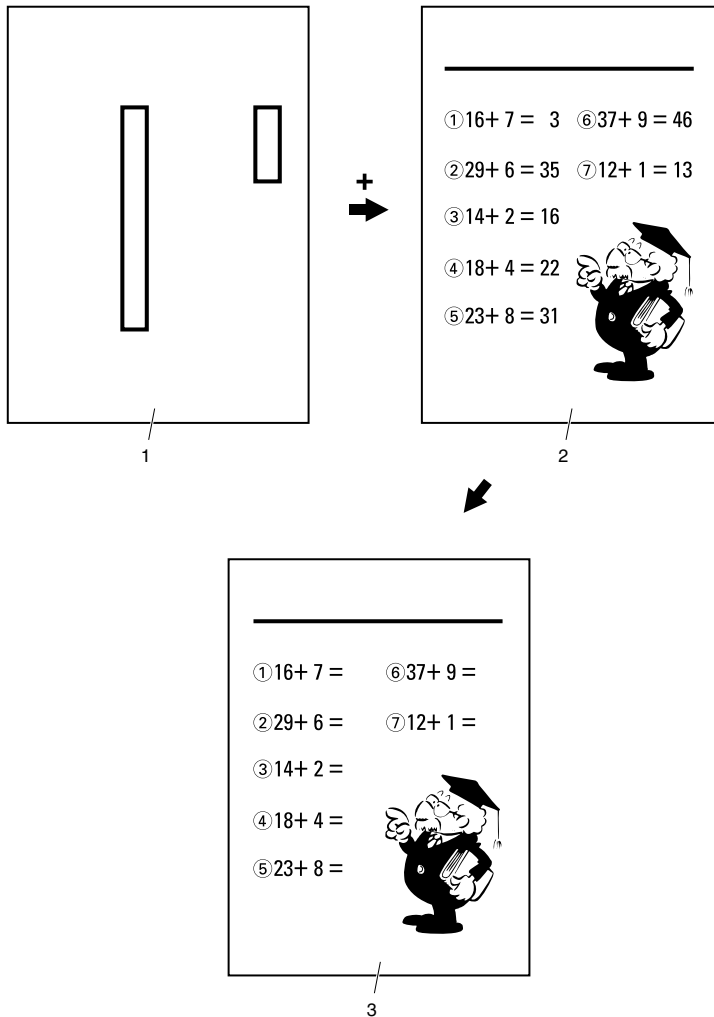 +
①16+ 7 = 3 ⑥37+ 9 = 46
②29+ 6 = 35 ⑦12+ 1 = 13
③14+ 2 = 16
④18+ 4 = 22
⑤23+ 8 = 31
1
2
①16+ 7 = ⑥37+ 9 =
②29+ 6 = ⑦12+ 1 =
③14+ 2 =
④18+ 4 =
⑤23+ 8 =
3